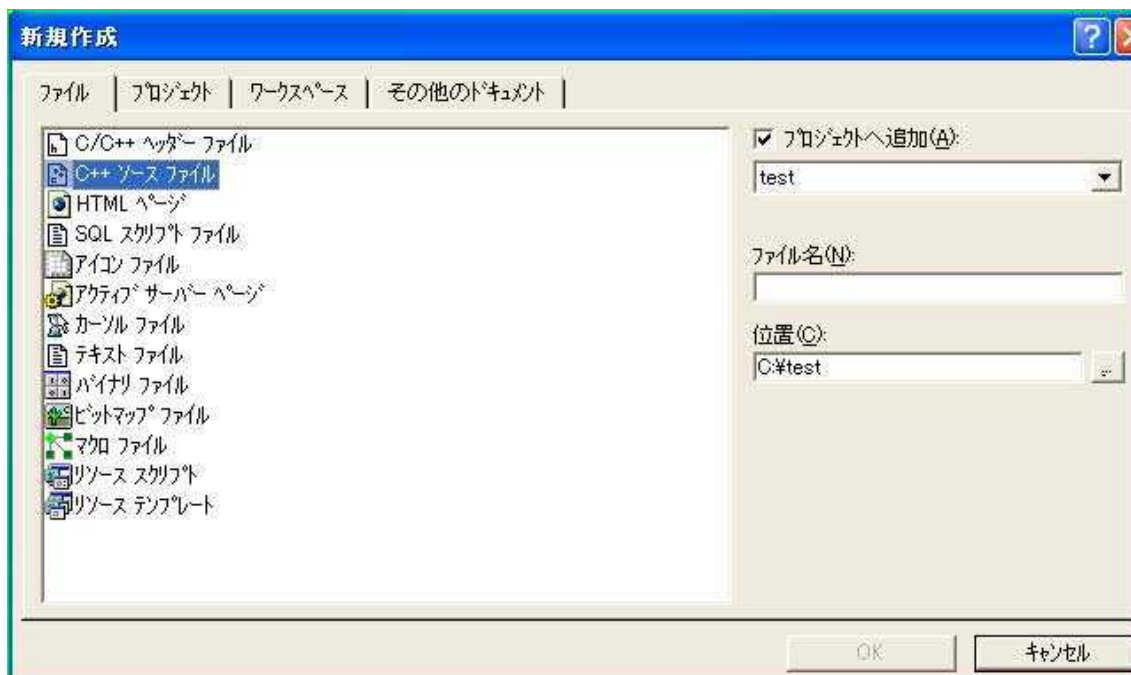 新規作成
ファイル
プロジェクト
ワークスペース
その他のドキュメント
C/C++ ヘッダー ファイル
C++ ソース ファイル
HTML ページ
SQL スクリプト ファイル
アイコン ファイル
アクティブ サーバー ページ
カーソル ファイル
テキスト ファイル
バイナリ ファイル
ビットマップ ファイル
マクロ ファイル
リソース スクリプト
リソース テンプレート
プロジェクトへ追加(A):
test
ファイル名(N):
位置(C):
C:¥test
...
OK
キャンセル